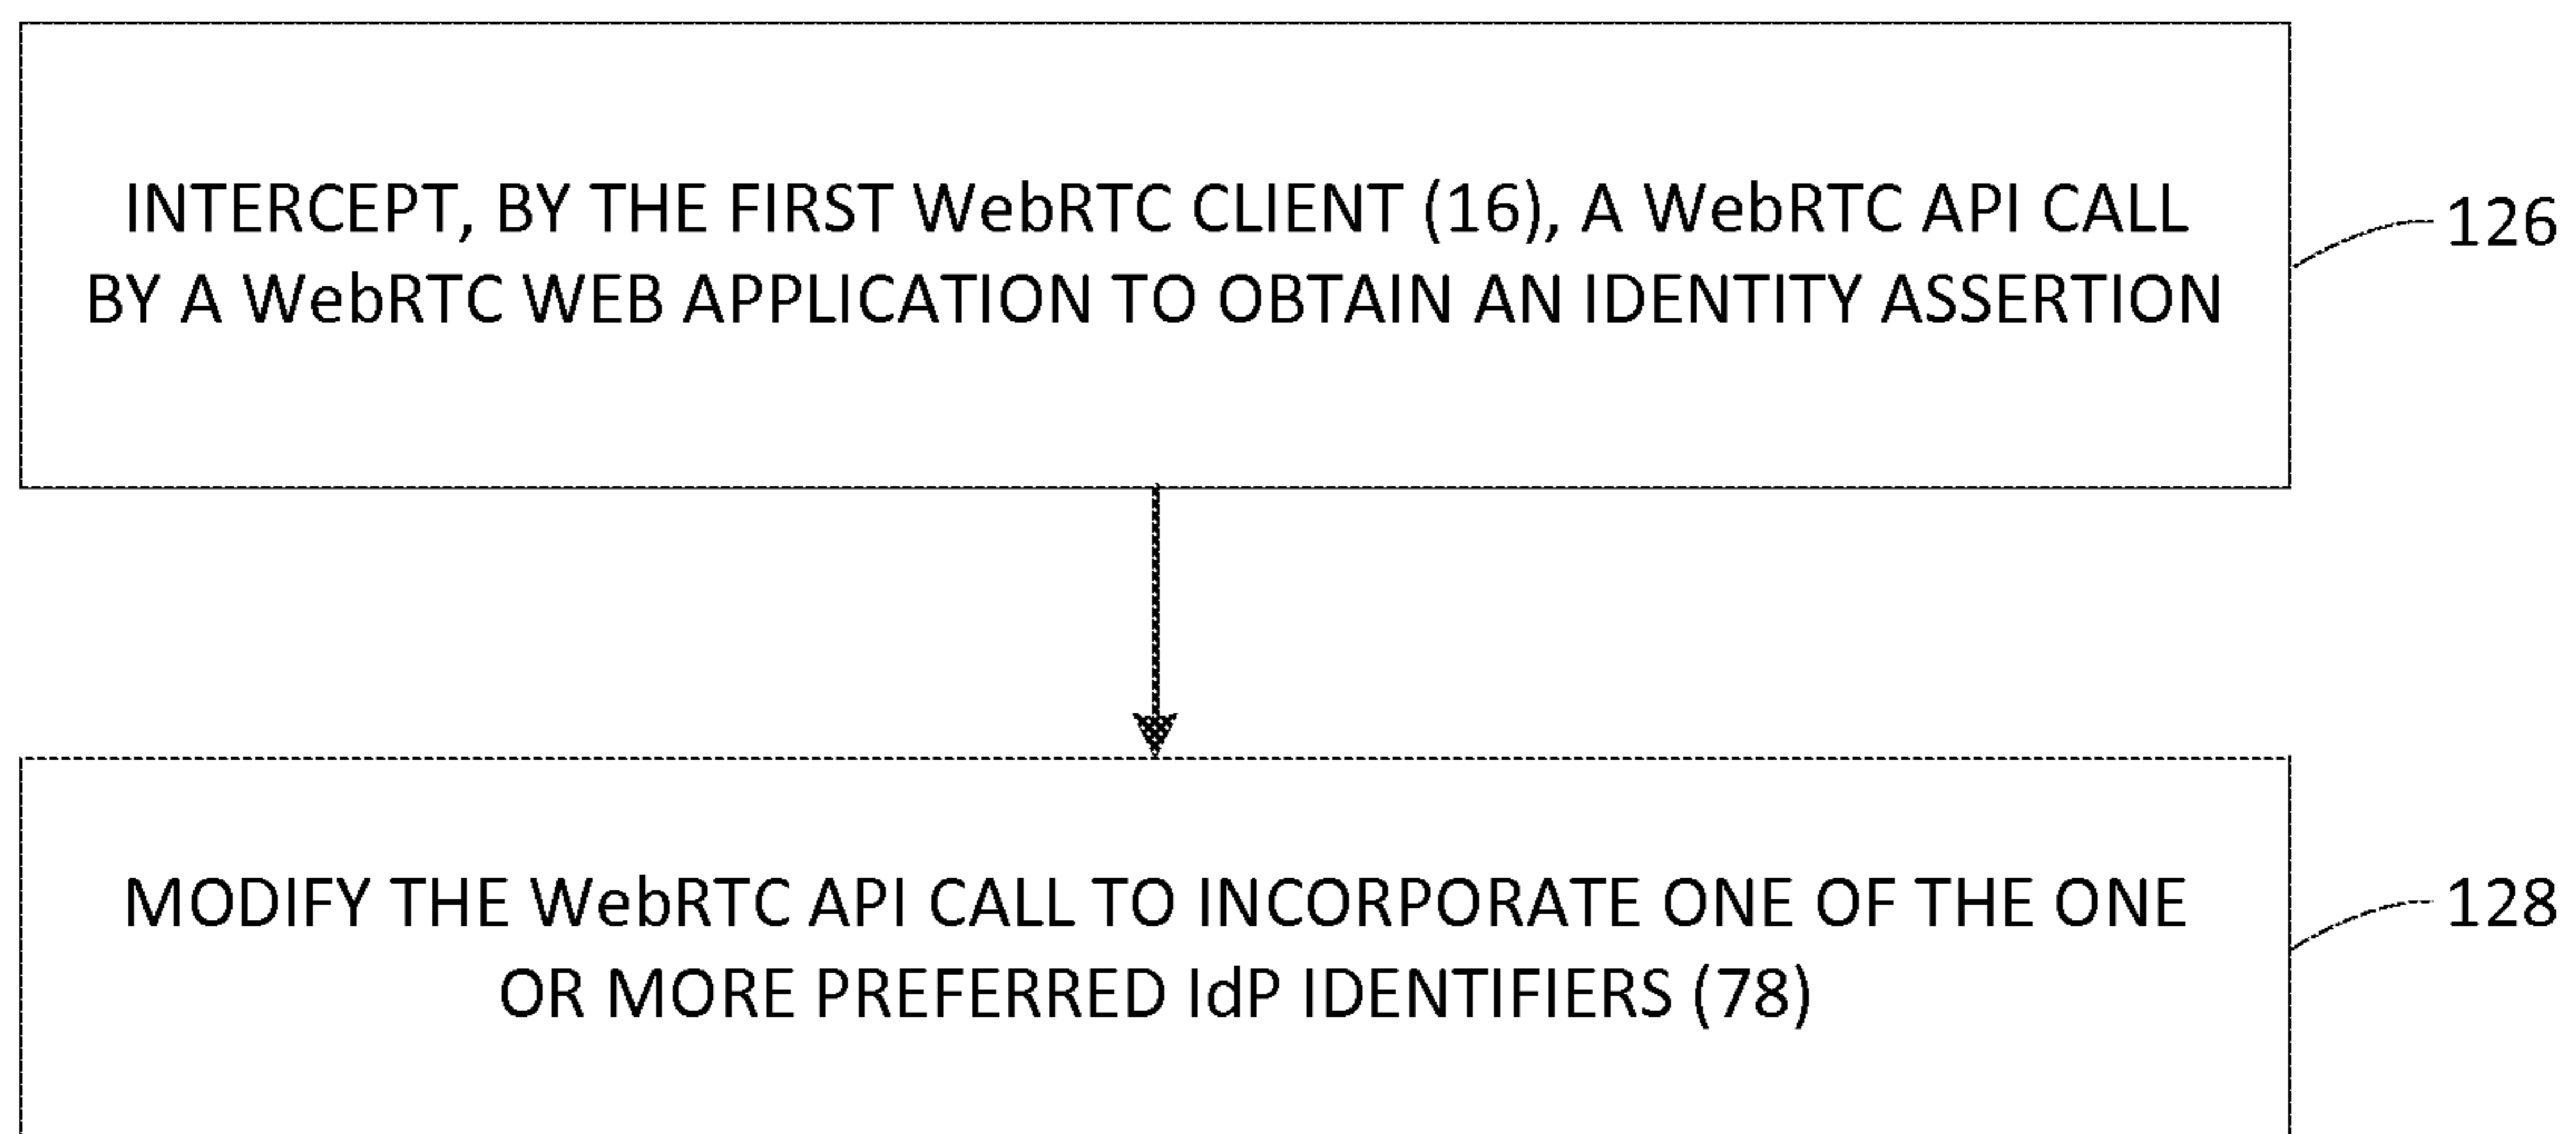 INTERCEPT, BY THE FIRST WebRTC CLIENT (16), A WebRTC API CALL
BY A WebRTC WEB APPLICATION TO OBTAIN AN IDENTITY ASSERTION
126
MODIFY THE WebRTC API CALL TO INCORPORATE ONE OF THE ONE
OR MORE PREFERRED IdP IDENTIFIERS (78)
128